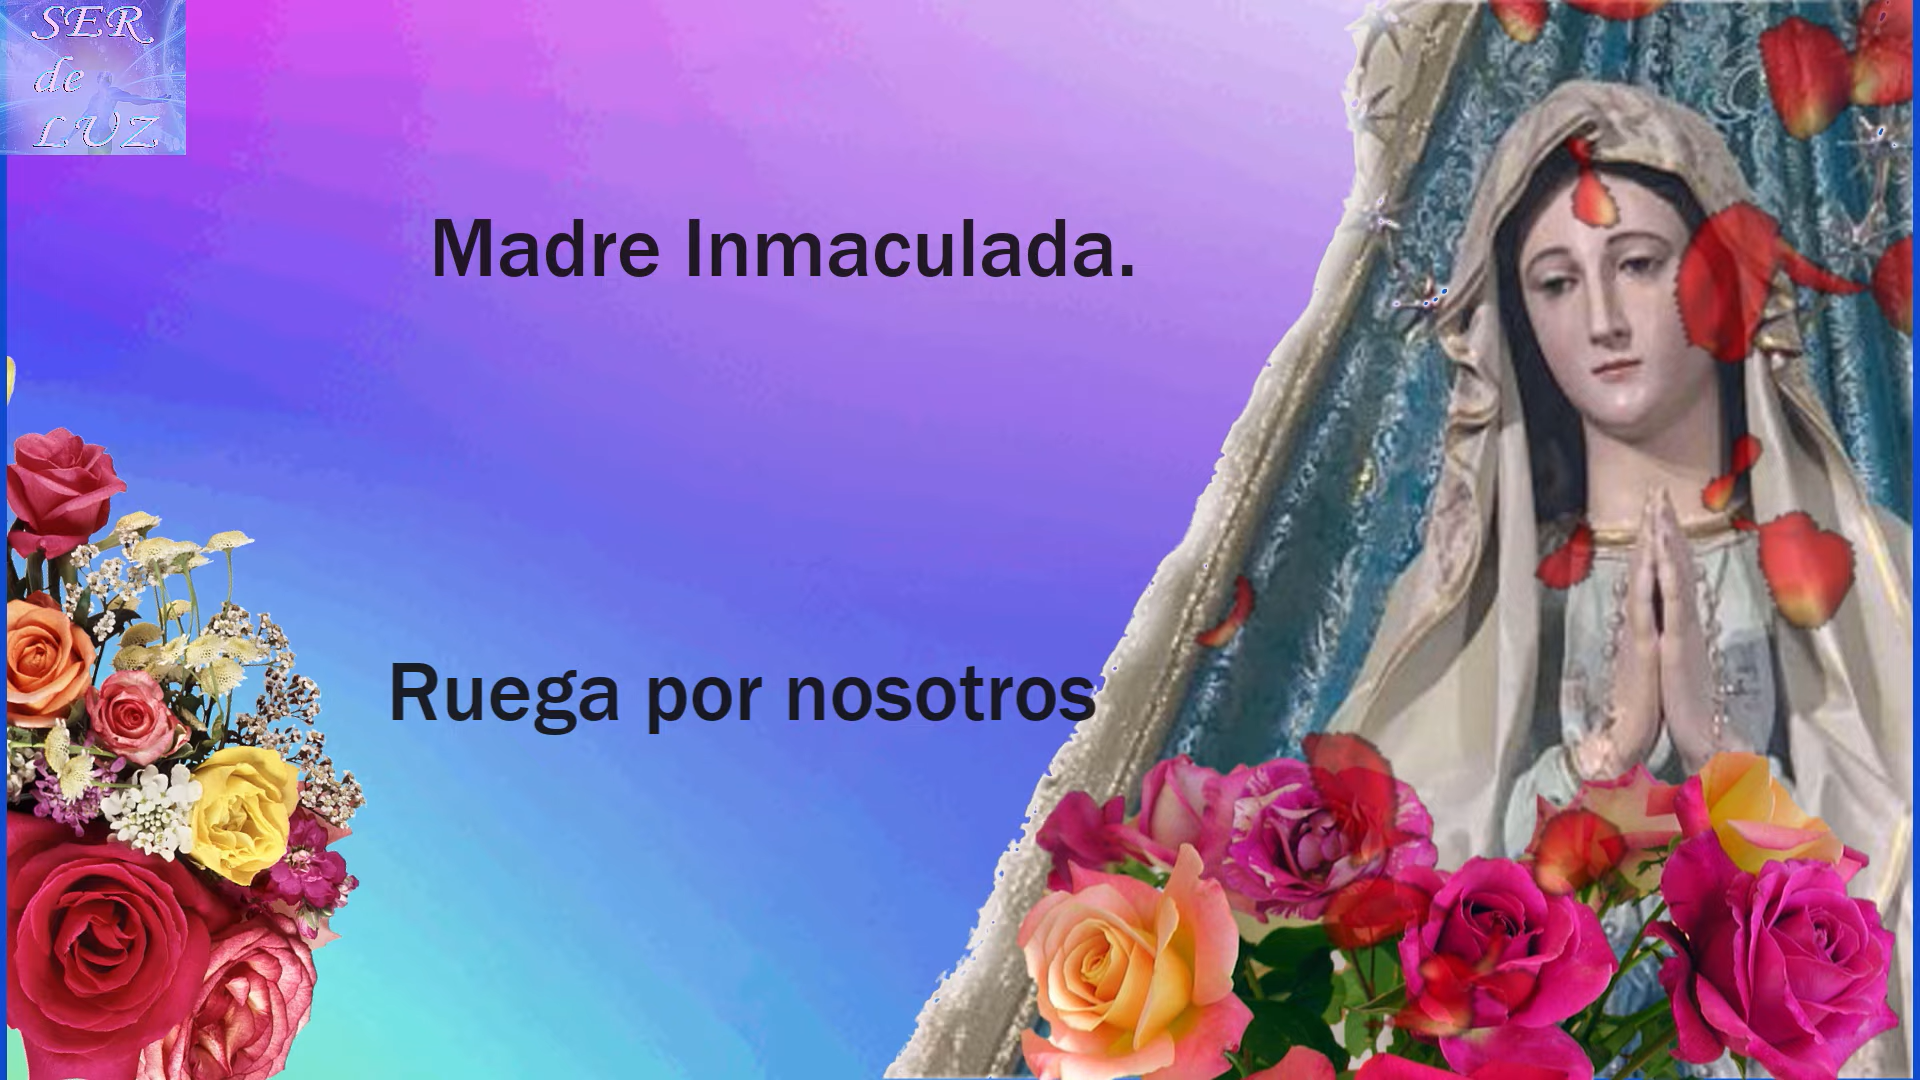 SER
de
LUZ
Madre Inmaculada.
Ruega por nosotros